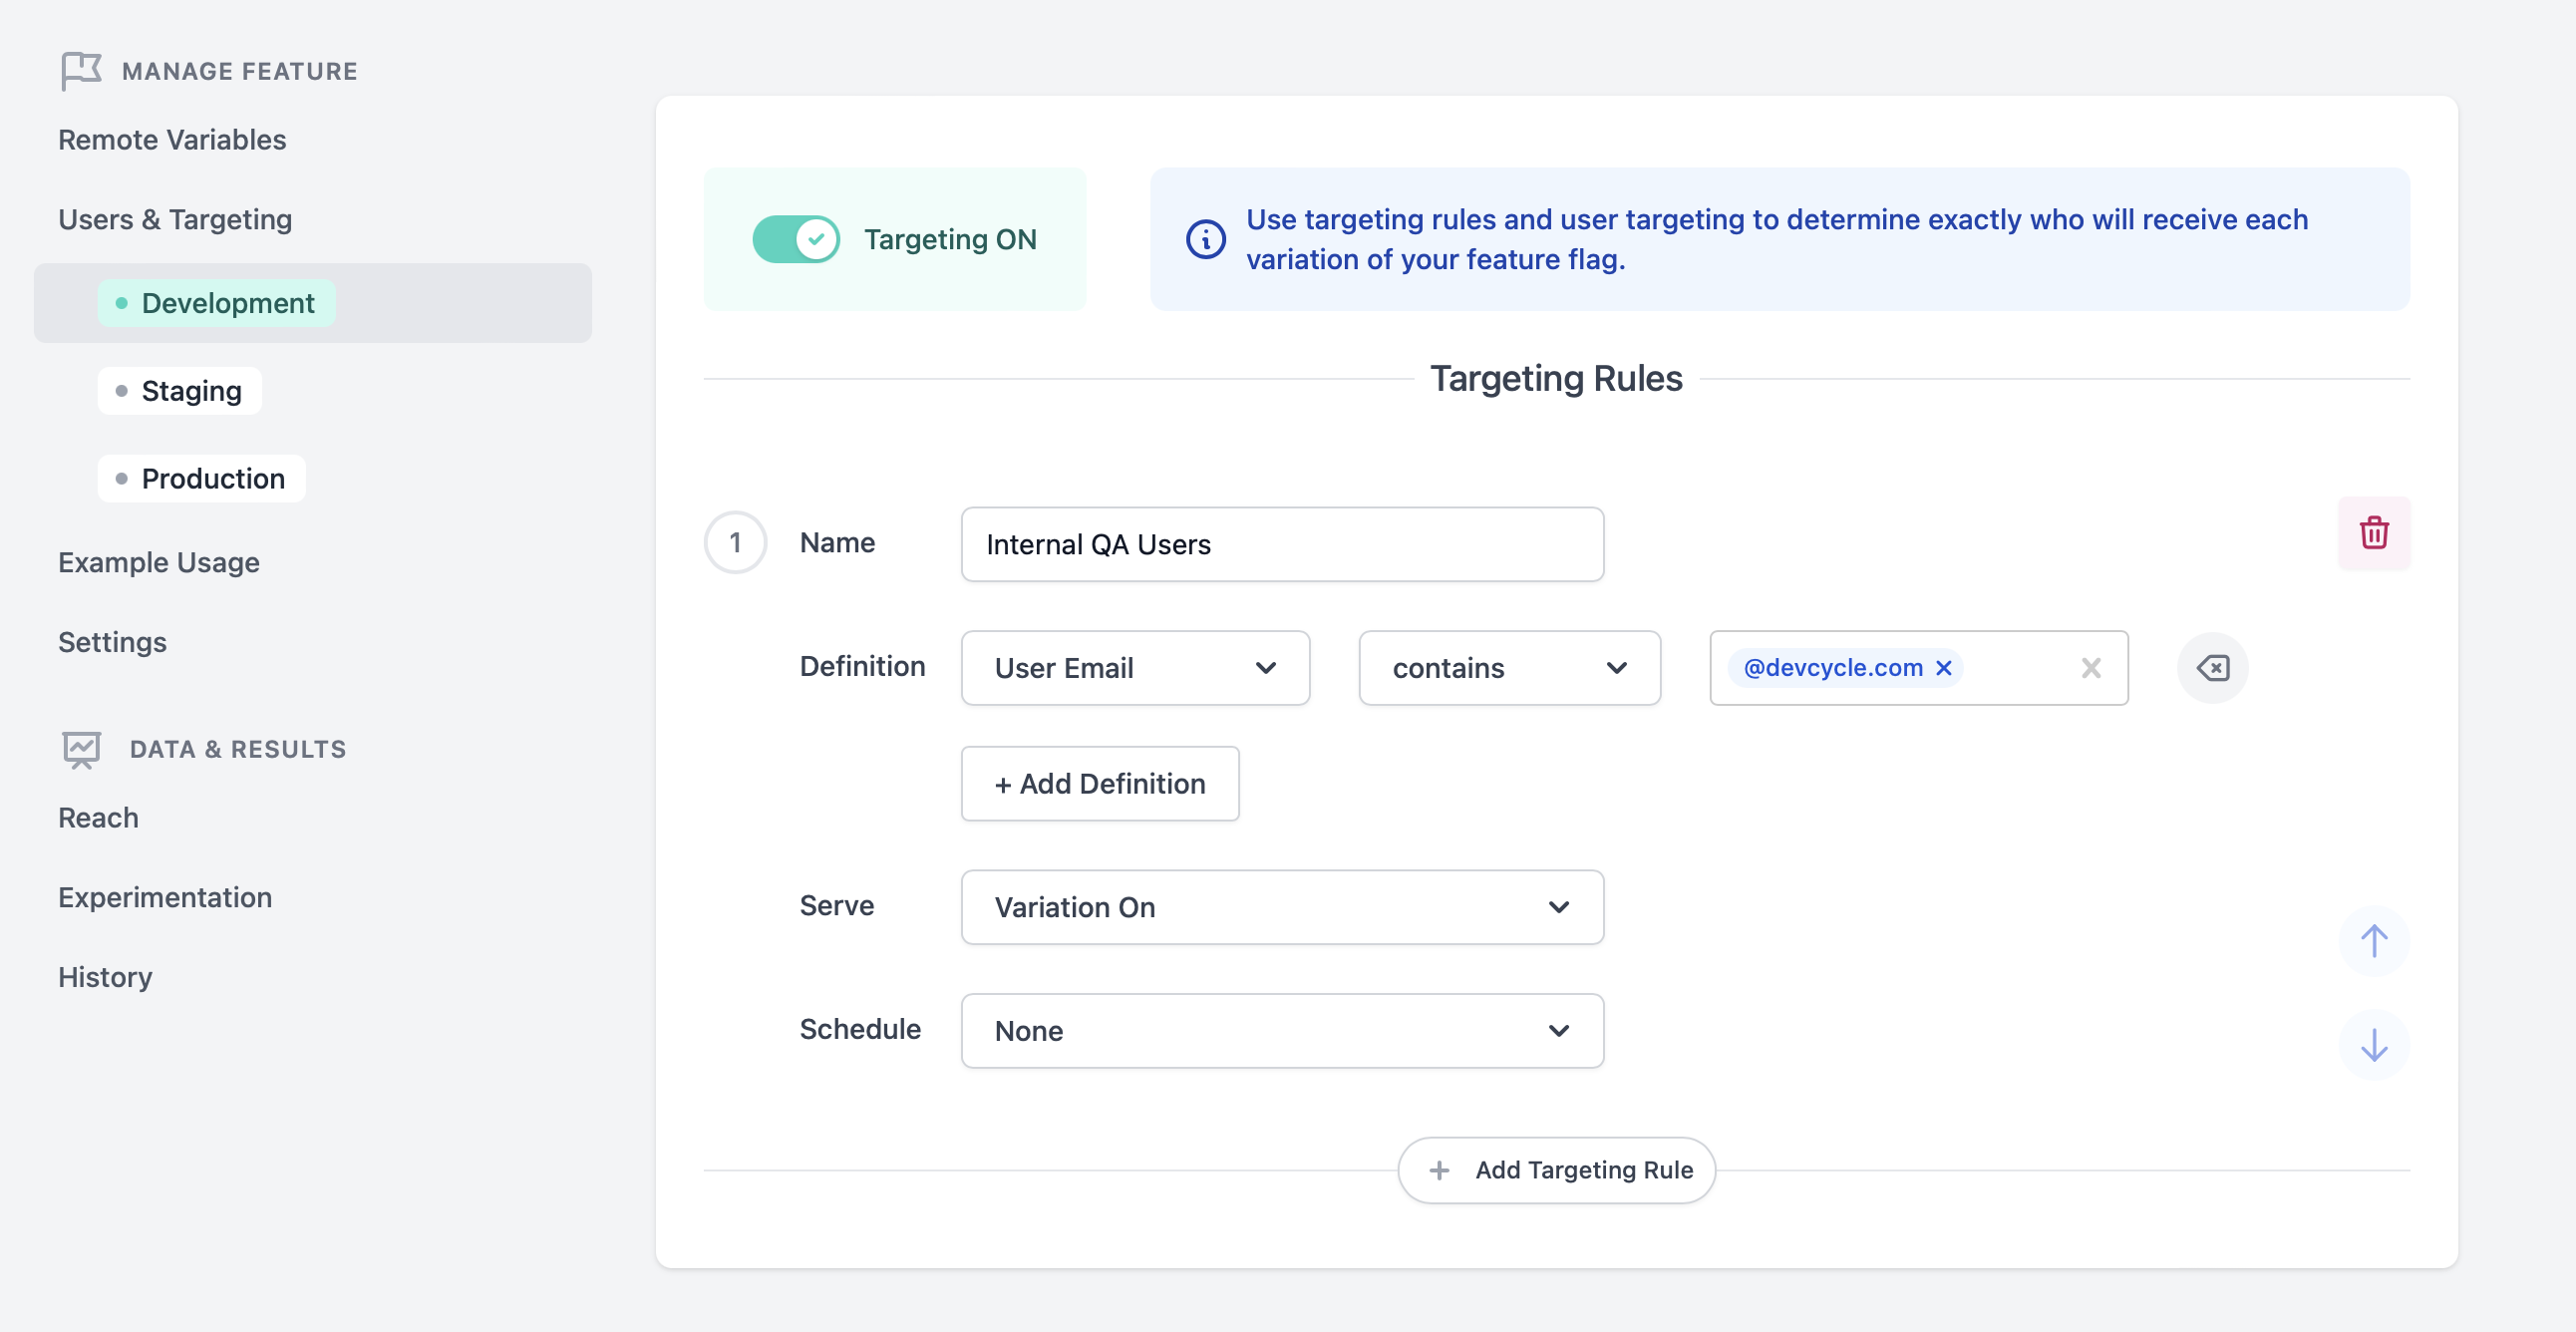 MANAGE FEATURE
Remote Variables
Users & Targeting
Development
Staging
Production
Example Usage
Settings
DATA & RESULTS
Reach
Experimentation
History
Targeting ON
Use targeting rules and user targeting to determine exactly who will receive each
variation of your feature flag.
Targeting Rules
1 Name Internal QA Users
Definition User Email contains @devcycle.com
+ Add Definition
Serve Variation On
Schedule None
+ Add Targeting Rule